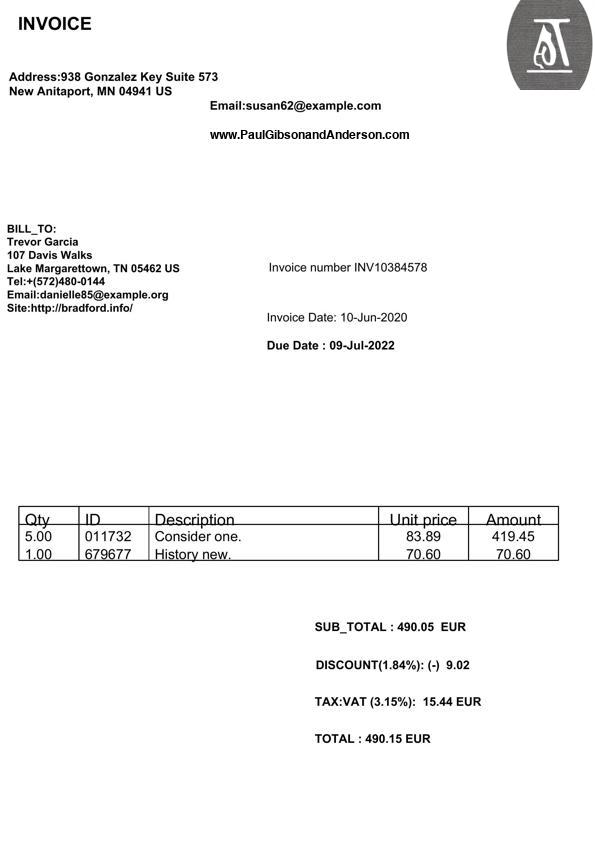 INVOICE
Address:938 Gonzalez Key Suite 573
New Anitaport, MN 04941 US
Email:susan62@example.com
www.PaulGibsonandAnderson.com
BILL_TO:
Trevor Garcia
107 Davis Walks
Lake Margarettown, TN 05462 US
Tel:+(572)480-0144
Email:danielle85@example.org
Site:http://bradford.info/
Invoice number INV10384578
Invoice Date: 10-Jun-2020
Due Date : 09-Jul-2022
Qty ID Description Unit price Amount
5.00 011732 Consider one. 83.89 419.45
1.00 679677 History new. 70.60 70.60
SUB_TOTAL : 490.05 EUR
DISCOUNT(1.84%): (-) 9.02
TAX:VAT (3.15%): 15.44 EUR
TOTAL : 490.15 EUR